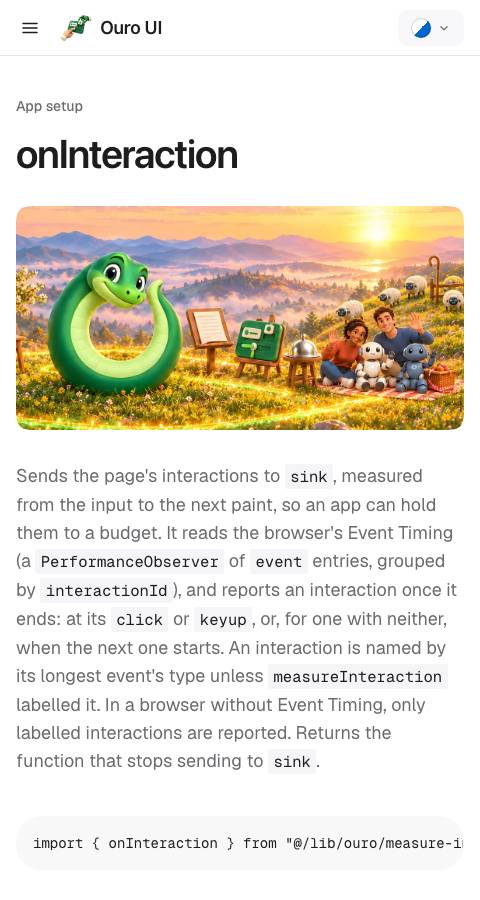 Ouro UI
App setup
onInteraction
Sends the page's interactions to sink, measured
from the input to the next paint, so an app can hold
them to a budget. It reads the browser's Event Timing
(a PerformanceObserver of event entries, grouped
by interactionId), and reports an interaction once it
ends: at its click or keyup, or, for one with neither,
when the next one starts. An interaction is named by
its longest event's type unless measureInteraction
labelled it. In a browser without Event Timing, only
labelled interactions are reported. Returns the
function that stops sending to sink.
import { onInteraction } from "@/lib/ouro/measure-i